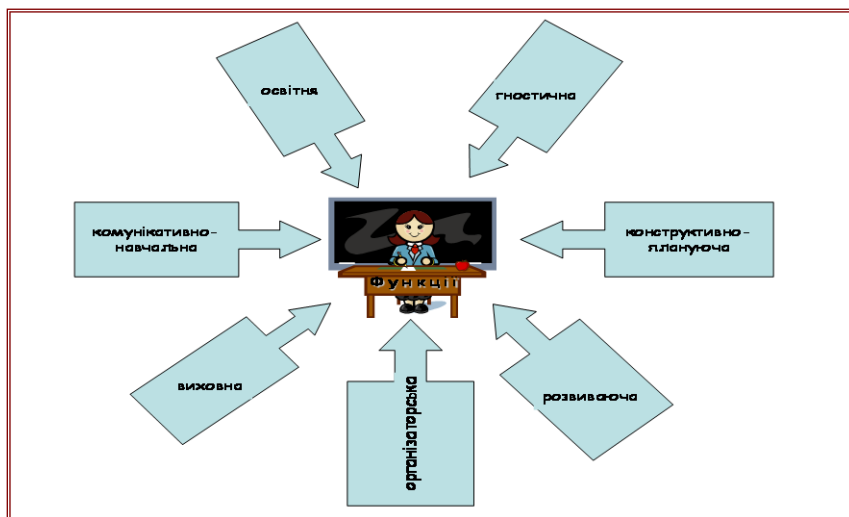 освітня
гностична
комунікативно-
навчальна
конструктивно-
плануюча
Функції
виховна
організаторська
розвиваюча